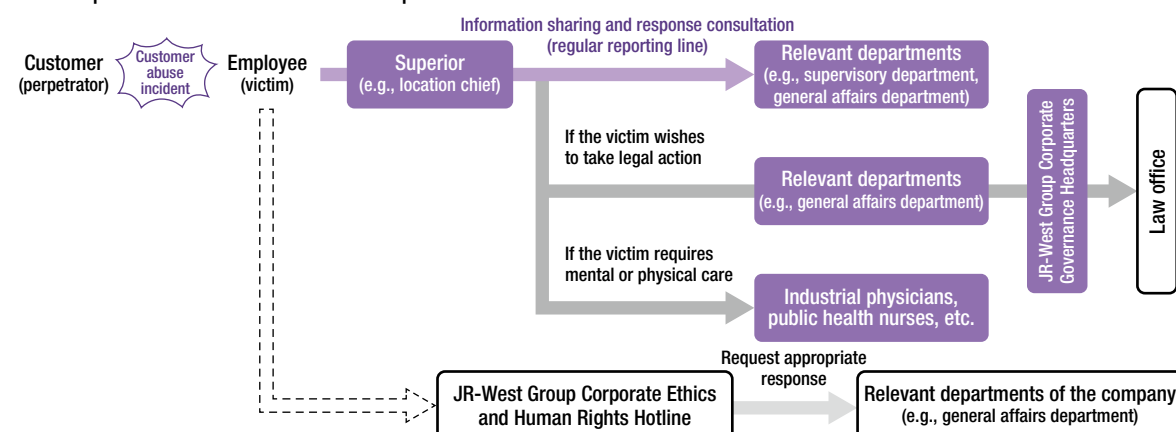 Information sharing and response consultation
(regular reporting line)
Customer
(perpetrator)
Customer
abuse
incident
Employee
(victim)
Superior
(e.g., location chief)
Relevant departments
(e.g., supervisory department,
general affairs department)
If the victim wishes
to take legal action
Relevant departments
(e.g., general affairs department)
JR-West Group Corporate
Governance Headquarters
Law office
If the victim requires
mental or physical care
Industrial physicians,
public health nurses, etc.
Request appropriate
response
JR-West Group Corporate Ethics
and Human Rights Hotline
Relevant departments of the company
(e.g., general affairs department)